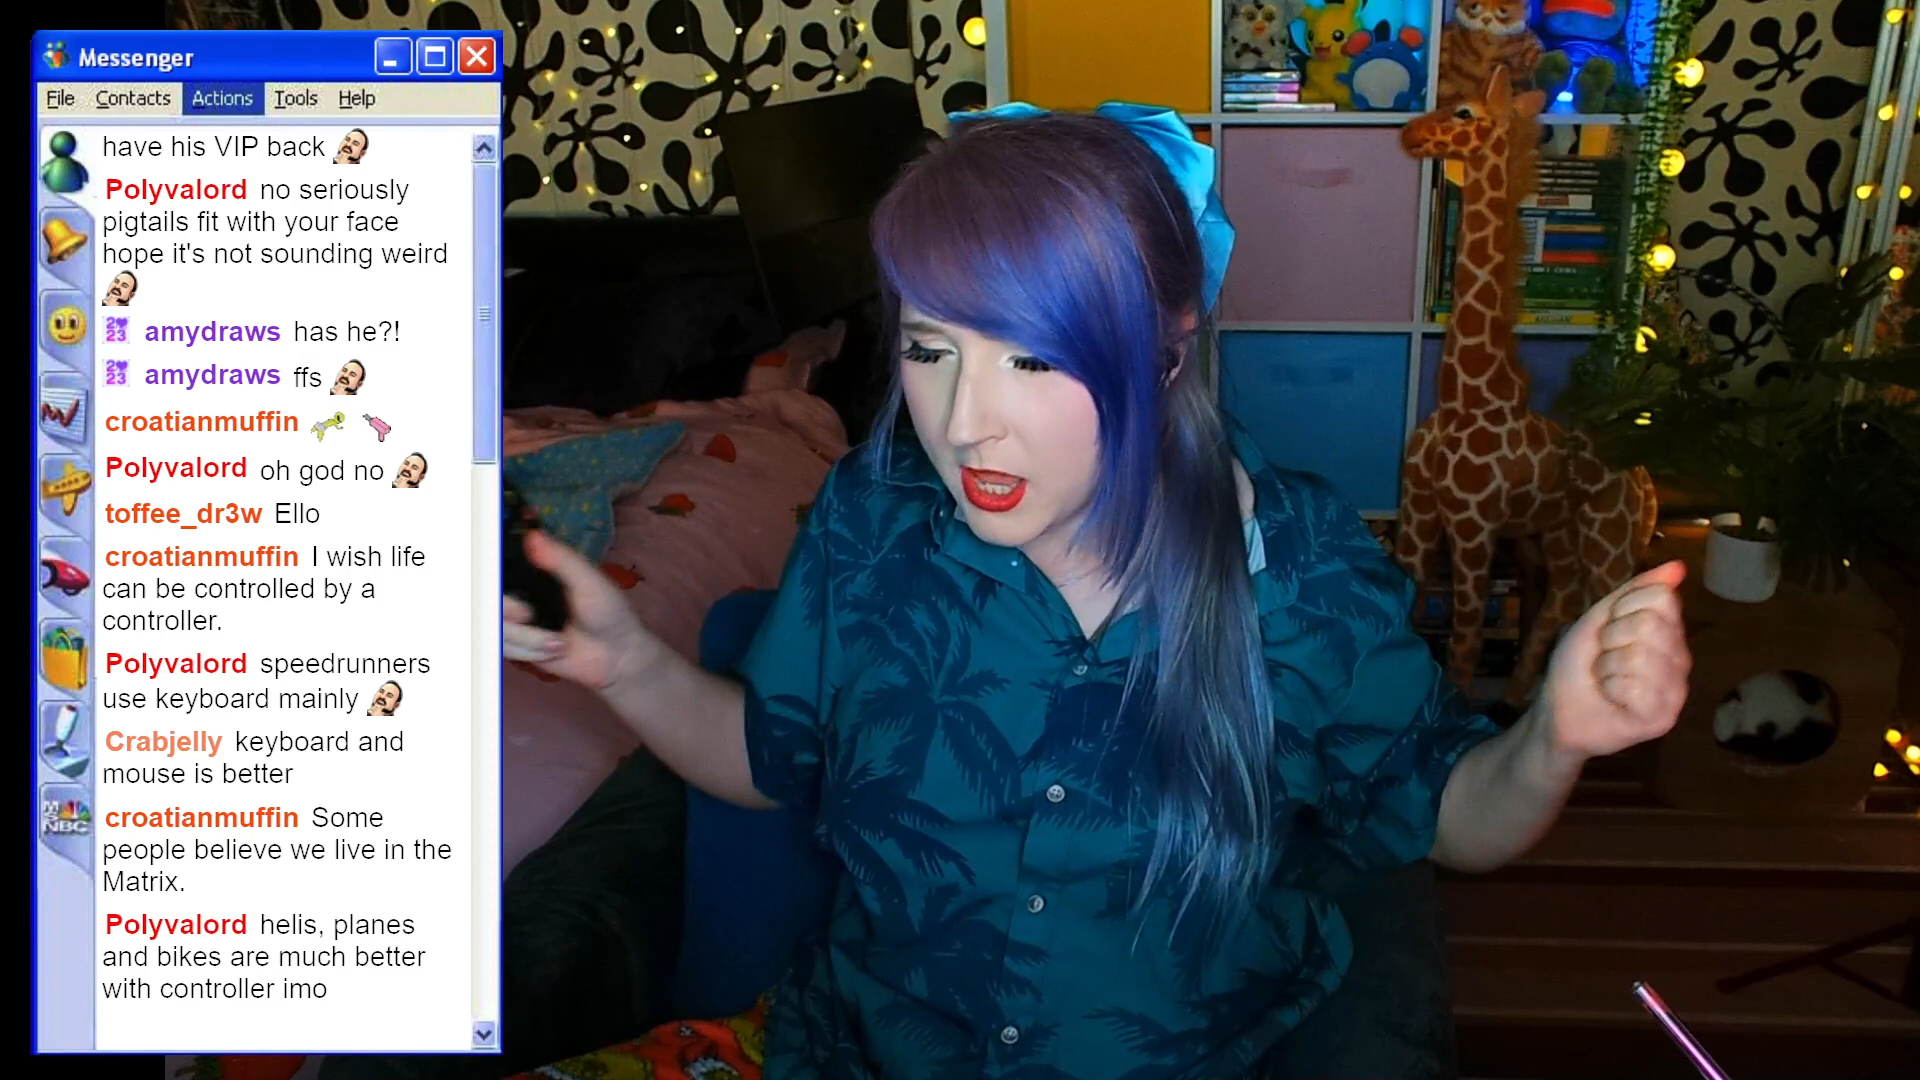 Messenger
File Contacts Actions Tools Help
have his VIP back
Polyvalord no seriously
pigtails fit with your face
hope it's not sounding weird
2023 amydraws has he?!
2023 amydraws ffs
croatianmuffin
Polyvalord oh god no
toffee_dr3w Ello
croatianmuffin I wish life
can be controlled by a
controller.
Polyvalord speedrunners
use keyboard mainly
Crabjelly keyboard and
mouse is better
croatianmuffin Some
people believe we live in the
Matrix.
MSNBC
Polyvalord helis, planes
and bikes are much better
with controller imo